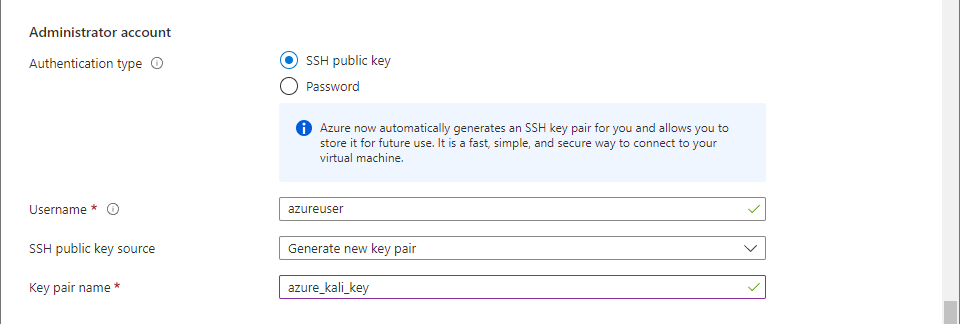 Administrator account
Authentication type
SSH public key
Password
Azure now automatically generates an SSH key pair for you and allows you to
store it for future use. It is a fast, simple, and secure way to connect to your
virtual machine.
Username *
azureuser
SSH public key source
Generate new key pair
Key pair name *
azure_kali_key